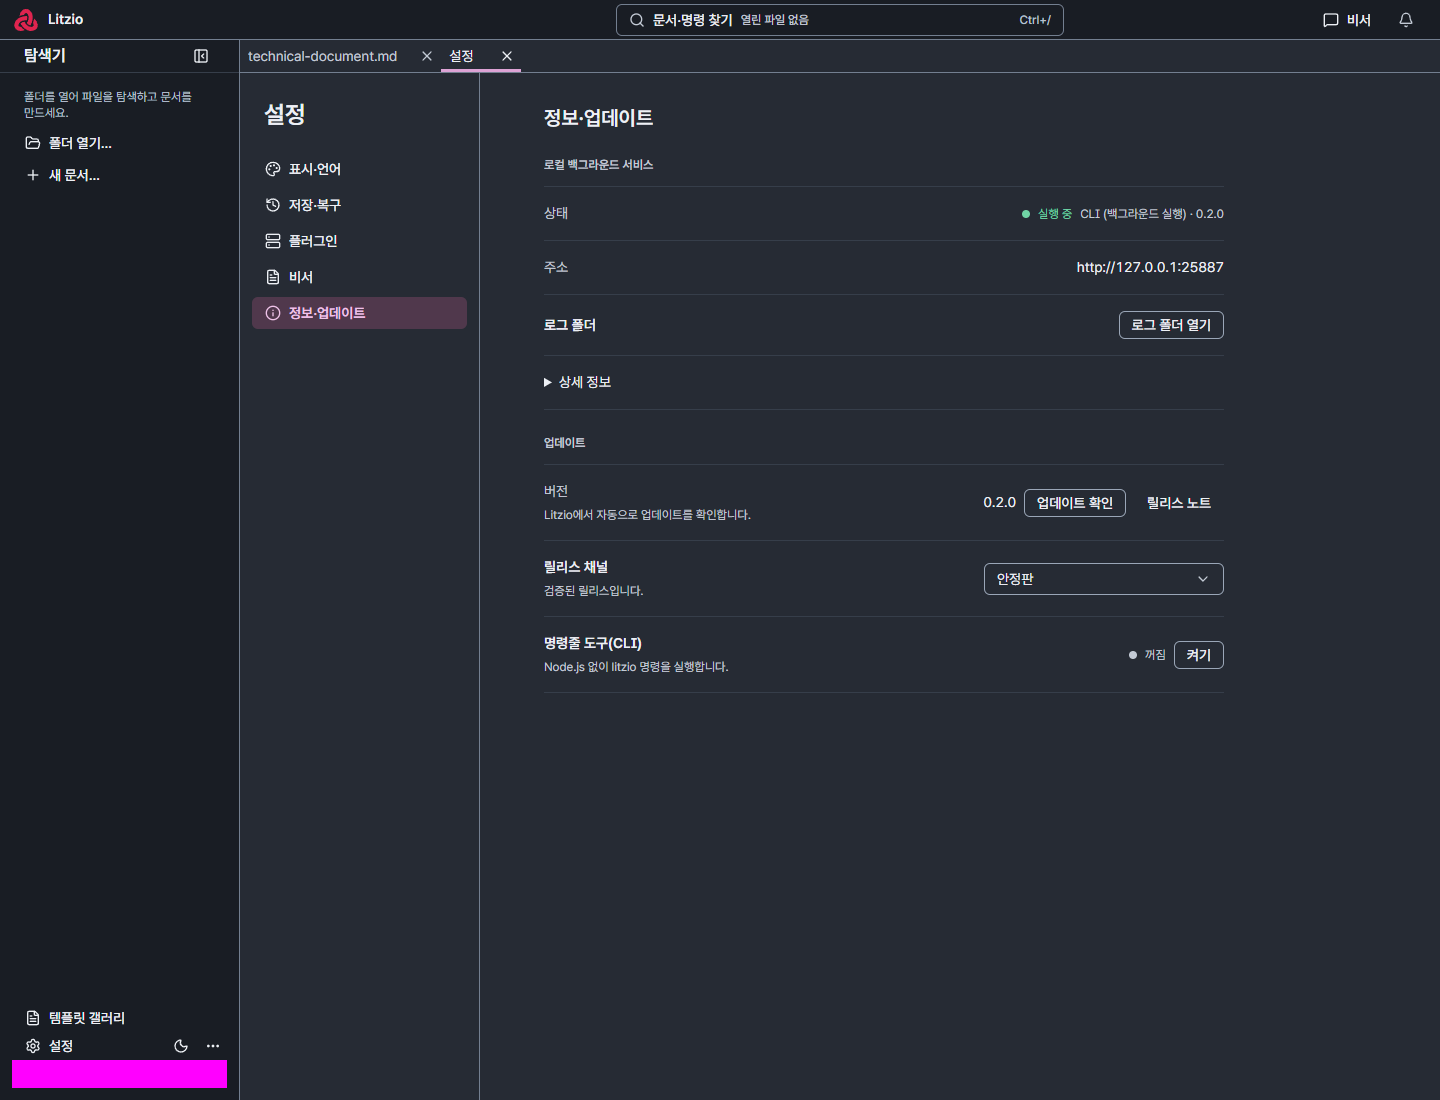 Litzio
문서·명령 찾기 열린 파일 없음 Ctrl+/
비서
탐색기
폴더를 열어 파일을 탐색하고 문서를
만드세요.
폴더 열기...
새 문서...
템플릿 갤러리
설정
technical-document.md
설정
설정
표시·언어
저장·복구
플러그인
비서
정보·업데이트
정보·업데이트
로컬 백그라운드 서비스
상태 실행 중 CLI (백그라운드 실행) · 0.2.0
주소 http://127.0.0.1:25887
로그 폴더 로그 폴더 열기
상세 정보
업데이트
버전
Litzio에서 자동으로 업데이트를 확인합니다.
0.2.0 업데이트 확인 릴리스 노트
릴리스 채널
검증된 릴리스입니다.
안정판
명령줄 도구(CLI)
Node.js 없이 litzio 명령을 실행합니다.
꺼짐 켜기